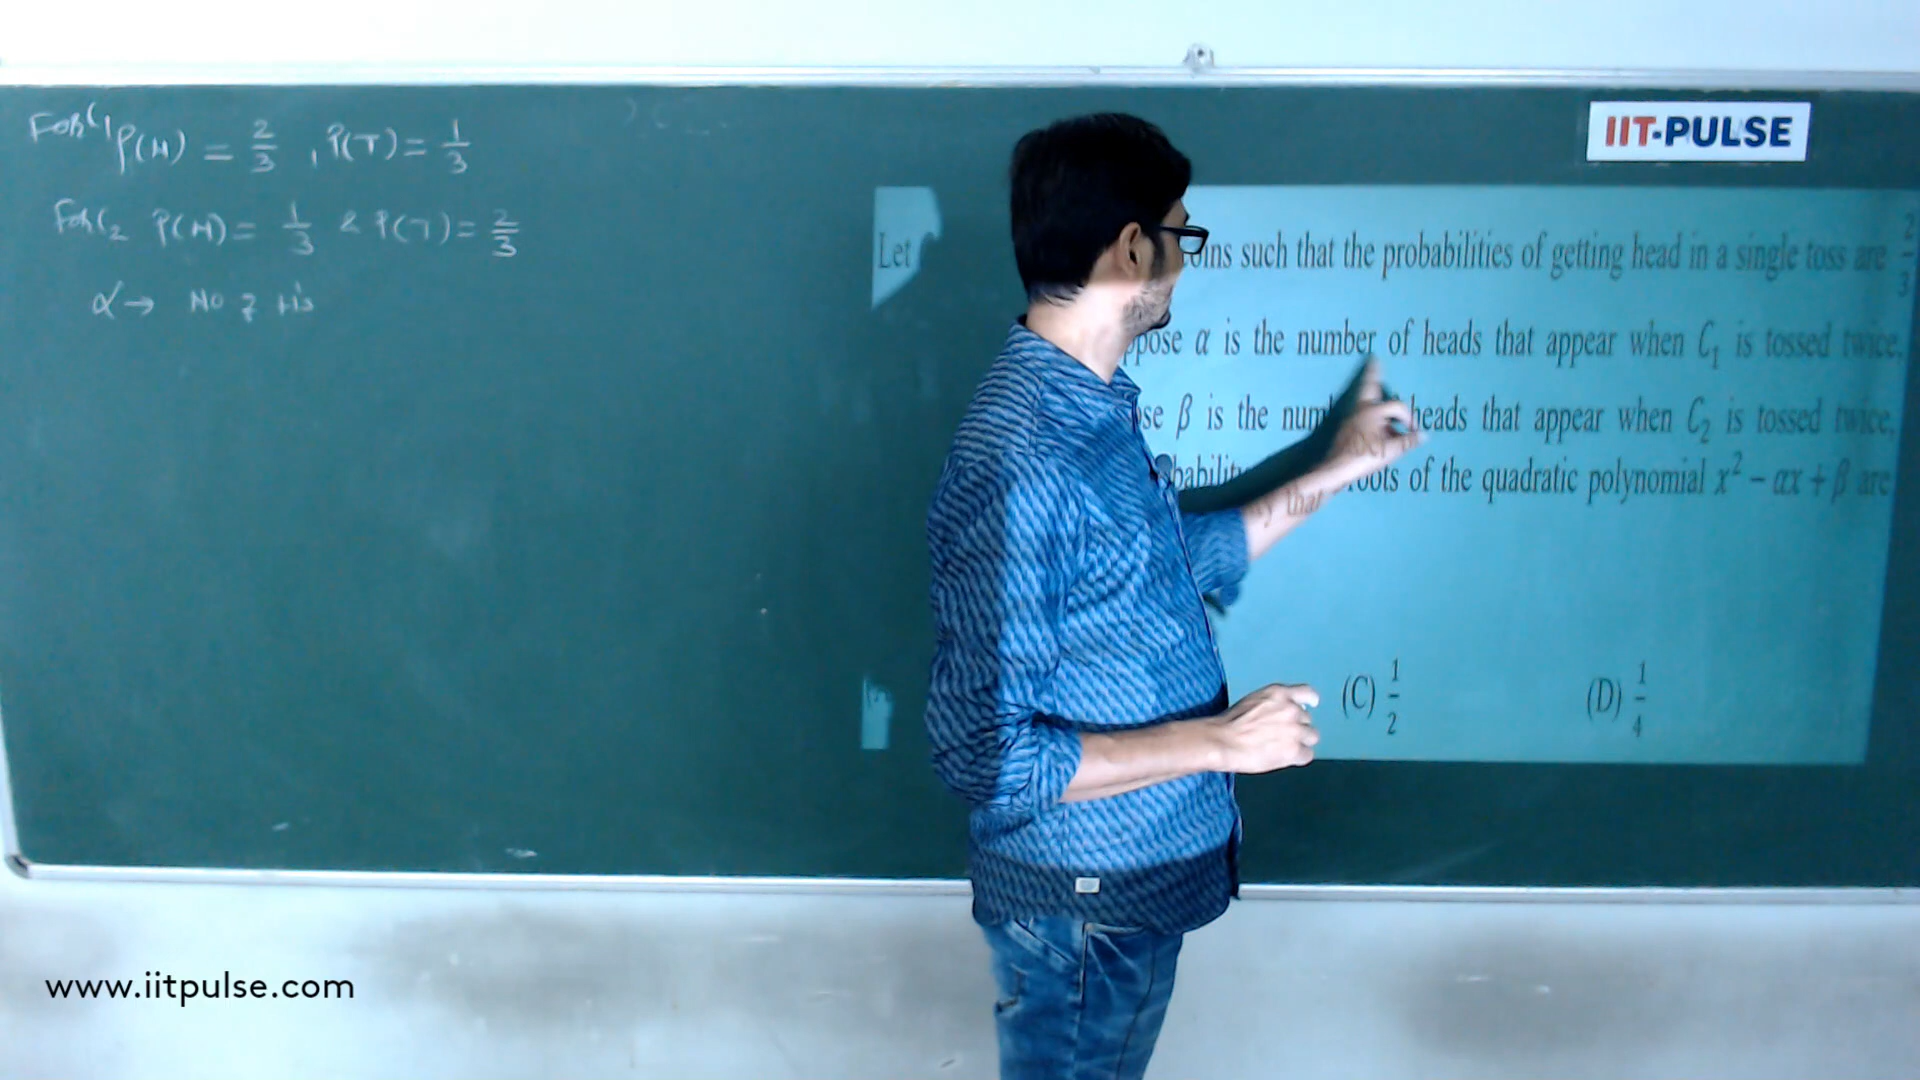 For C1 P(H) = 2/3 , P(T) = 1/3
For C2 P(H) = 1/3 & P(T) = 2/3
α → No of H's
IIT-PULSE
Let oins such that the probabilities of getting head in a single toss are 2/3
ppose α is the number of heads that appear when C₁ is tossed twice.
ose β is the num heads that appear when C₂ is tossed twice.
bability roots of the quadratic polynomial x² − αx + β are
(C) 1/2 (D) 1/4
www.iitpulse.com